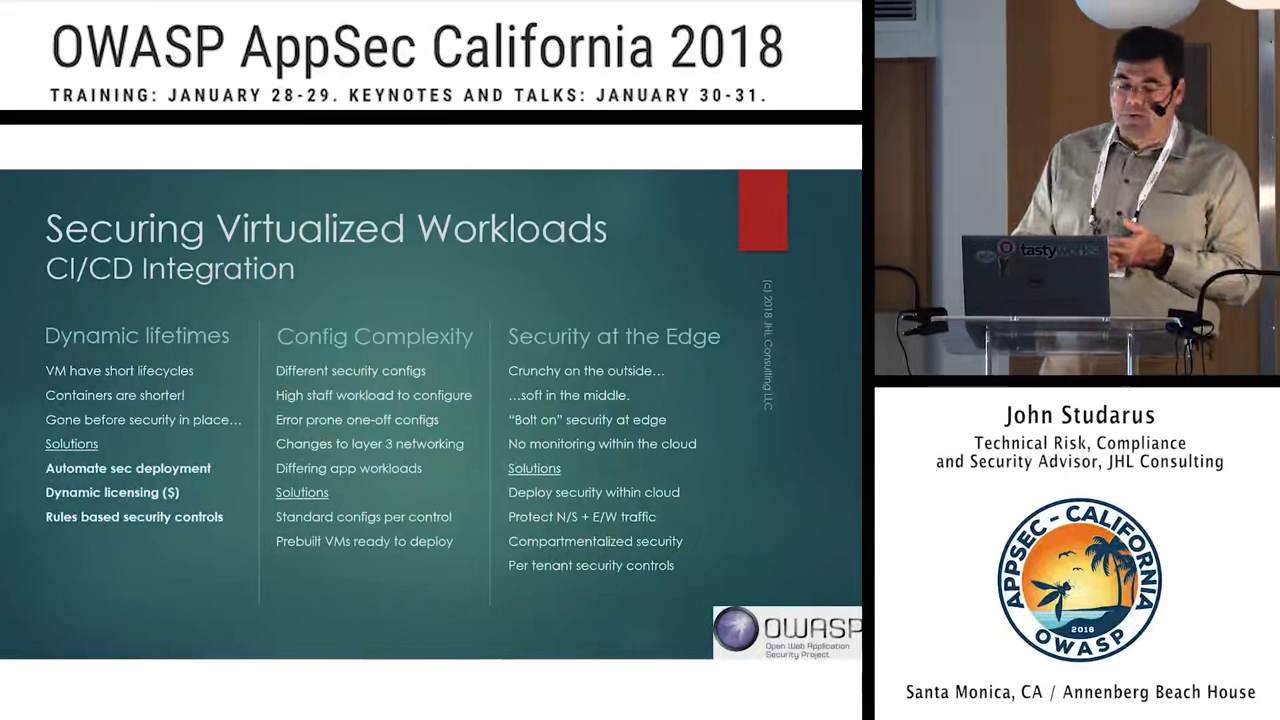 OWASP AppSec California 2018
TRAINING: JANUARY 28-29. KEYNOTES AND TALKS: JANUARY 30-31.
Securing Virtualized Workloads
CI/CD Integration
Dynamic lifetimes
VM have short lifecycles
Containers are shorter!
Gone before security in place...
Solutions
Automate sec deployment
Dynamic licensing ($)
Rules based security controls
Config Complexity
Different security configs
High staff workload to configure
Error prone one-off configs
Changes to layer 3 networking
Differing app workloads
Solutions
Standard configs per control
Prebuilt VMs ready to deploy
Security at the Edge
Crunchy on the outside...
...soft in the middle.
"Bolt on" security at edge
No monitoring within the cloud
Solutions
Deploy security within cloud
Protect N/S + E/W traffic
Compartmentalized security
Per tenant security controls
(c) 2018 JHL Consulting LLC
OWASP
Open Web Application
Security Project
tastyworks
John Studarus
Technical Risk, Compliance
and Security Advisor, JHL Consulting
APPSEC - CALIFORNIA
2018
OWASP
Santa Monica, CA / Annenberg Beach House